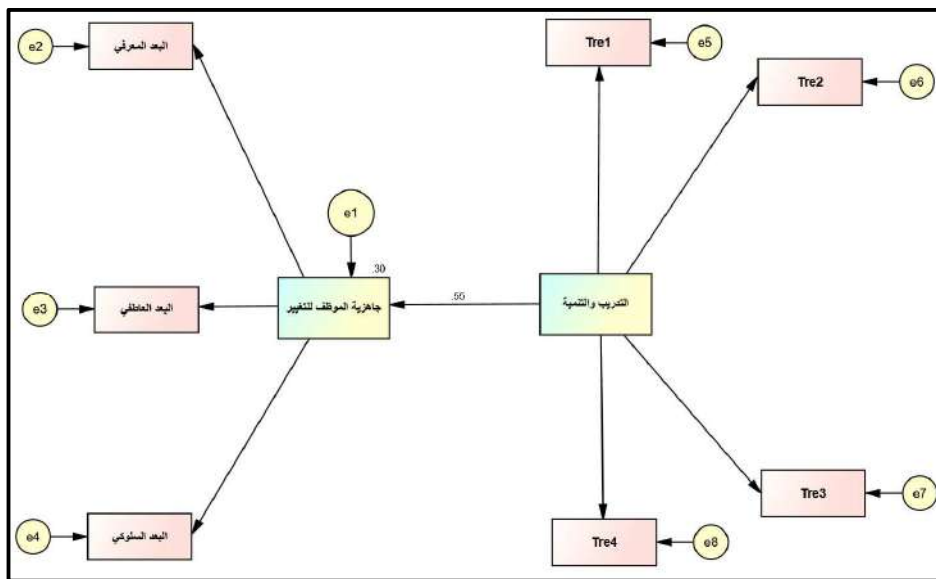 e2
البعد المعرفي
Tre1
e5
Tre2
e6
e1
.30
جاهزية الموظف للتغيير
.55
التدريب والتنمية
e3
البعد العاطفي
e4
البعد السلوكي
Tre3
e7
Tre4
e8